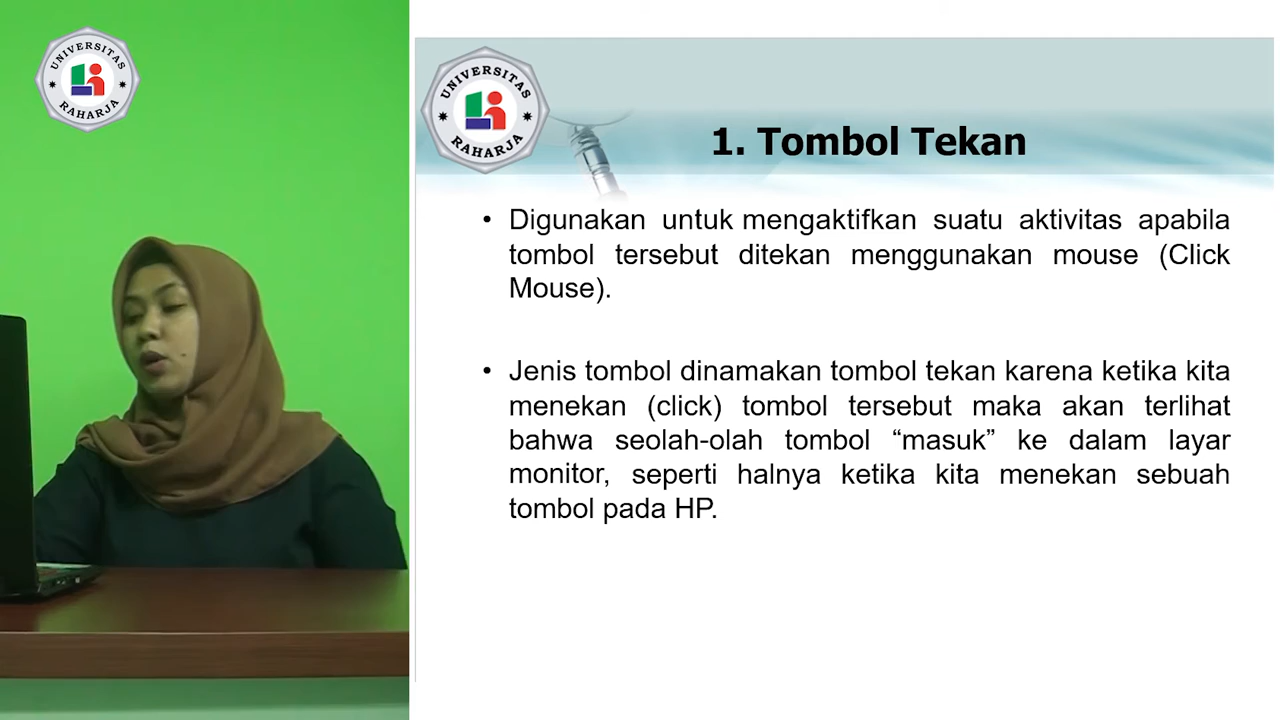 UNIVERSITAS
RAHARJA
UNIVERSITAS
RAHARJA
1. Tombol Tekan
• Digunakan untuk mengaktifkan suatu aktivitas apabila
tombol tersebut ditekan menggunakan mouse (Click
Mouse).
• Jenis tombol dinamakan tombol tekan karena ketika kita
menekan (click) tombol tersebut maka akan terlihat
bahwa seolah-olah tombol “masuk” ke dalam layar
monitor, seperti halnya ketika kita menekan sebuah
tombol pada HP.